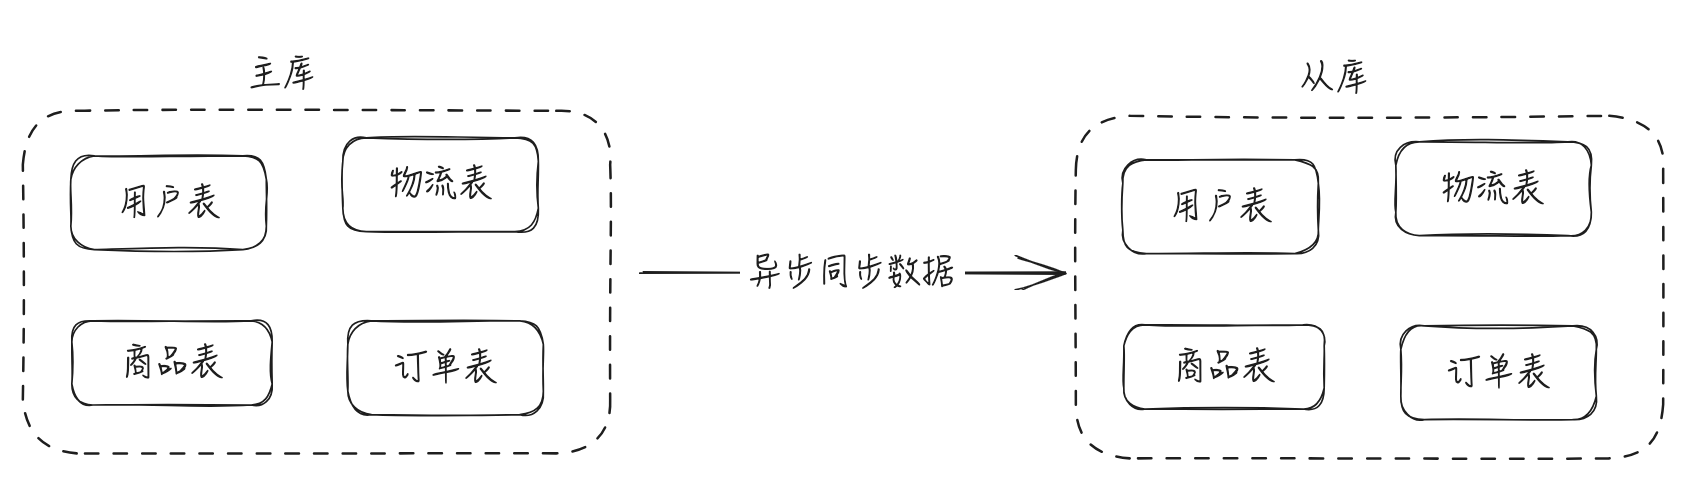 主库
用户表
物流表
商品表
订单表
异步同步数据
从库
用户表
物流表
商品表
订单表